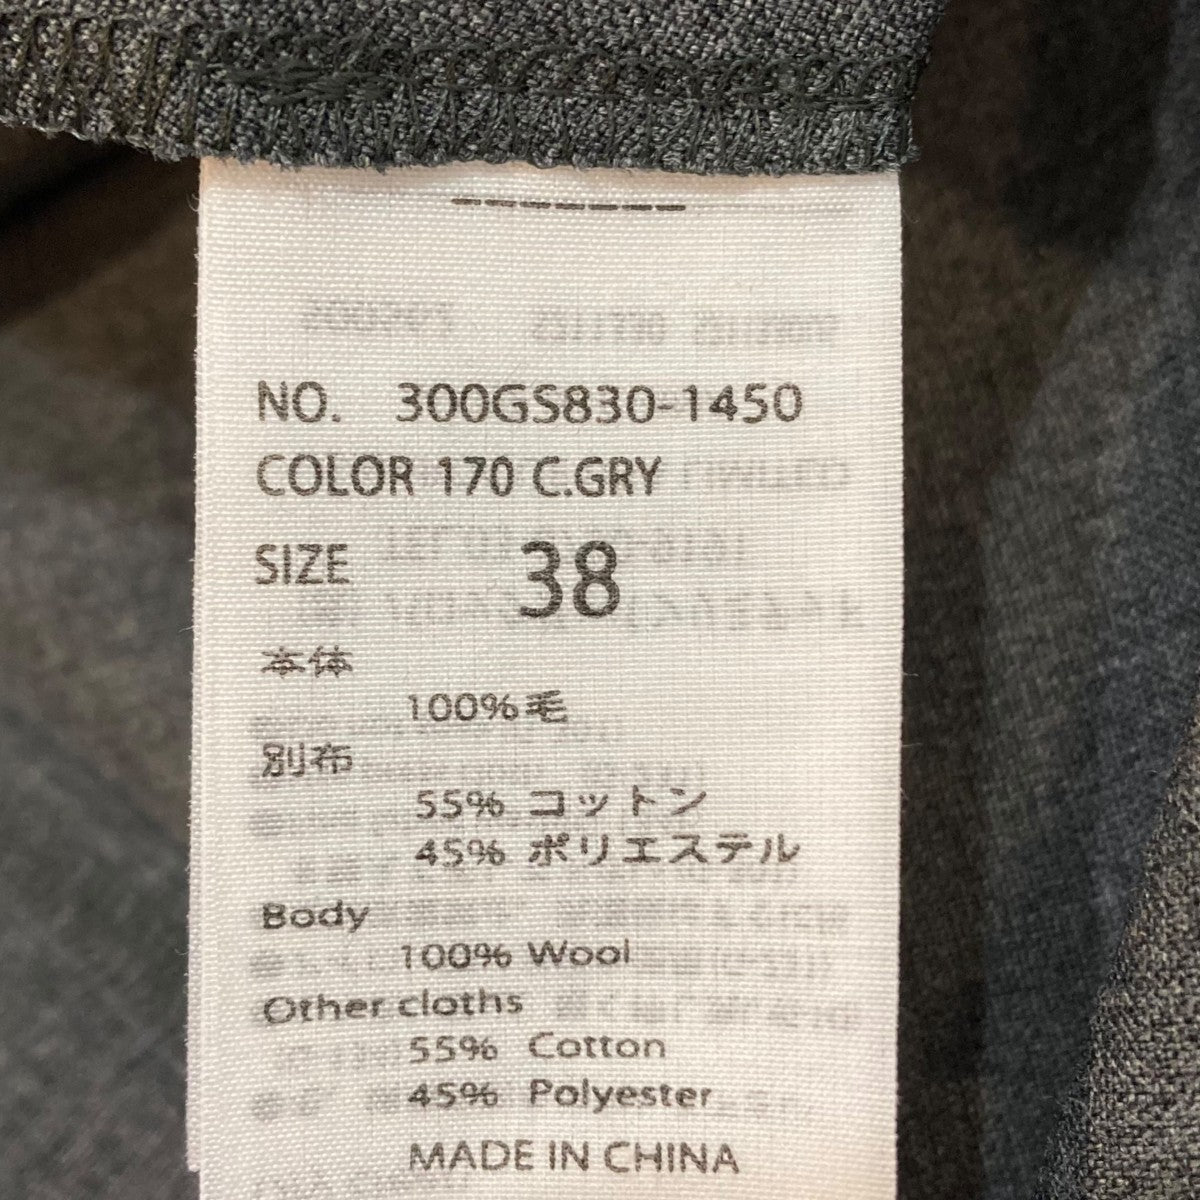 NO. 300GS830-1450
COLOR 170 C.GRY
SIZE 38
本体
100%毛
別布
55% コットン
45% ポリエステル
Body
100% Wool
Other cloths
55% Cotton
45% Polyester
MADE IN CHINA